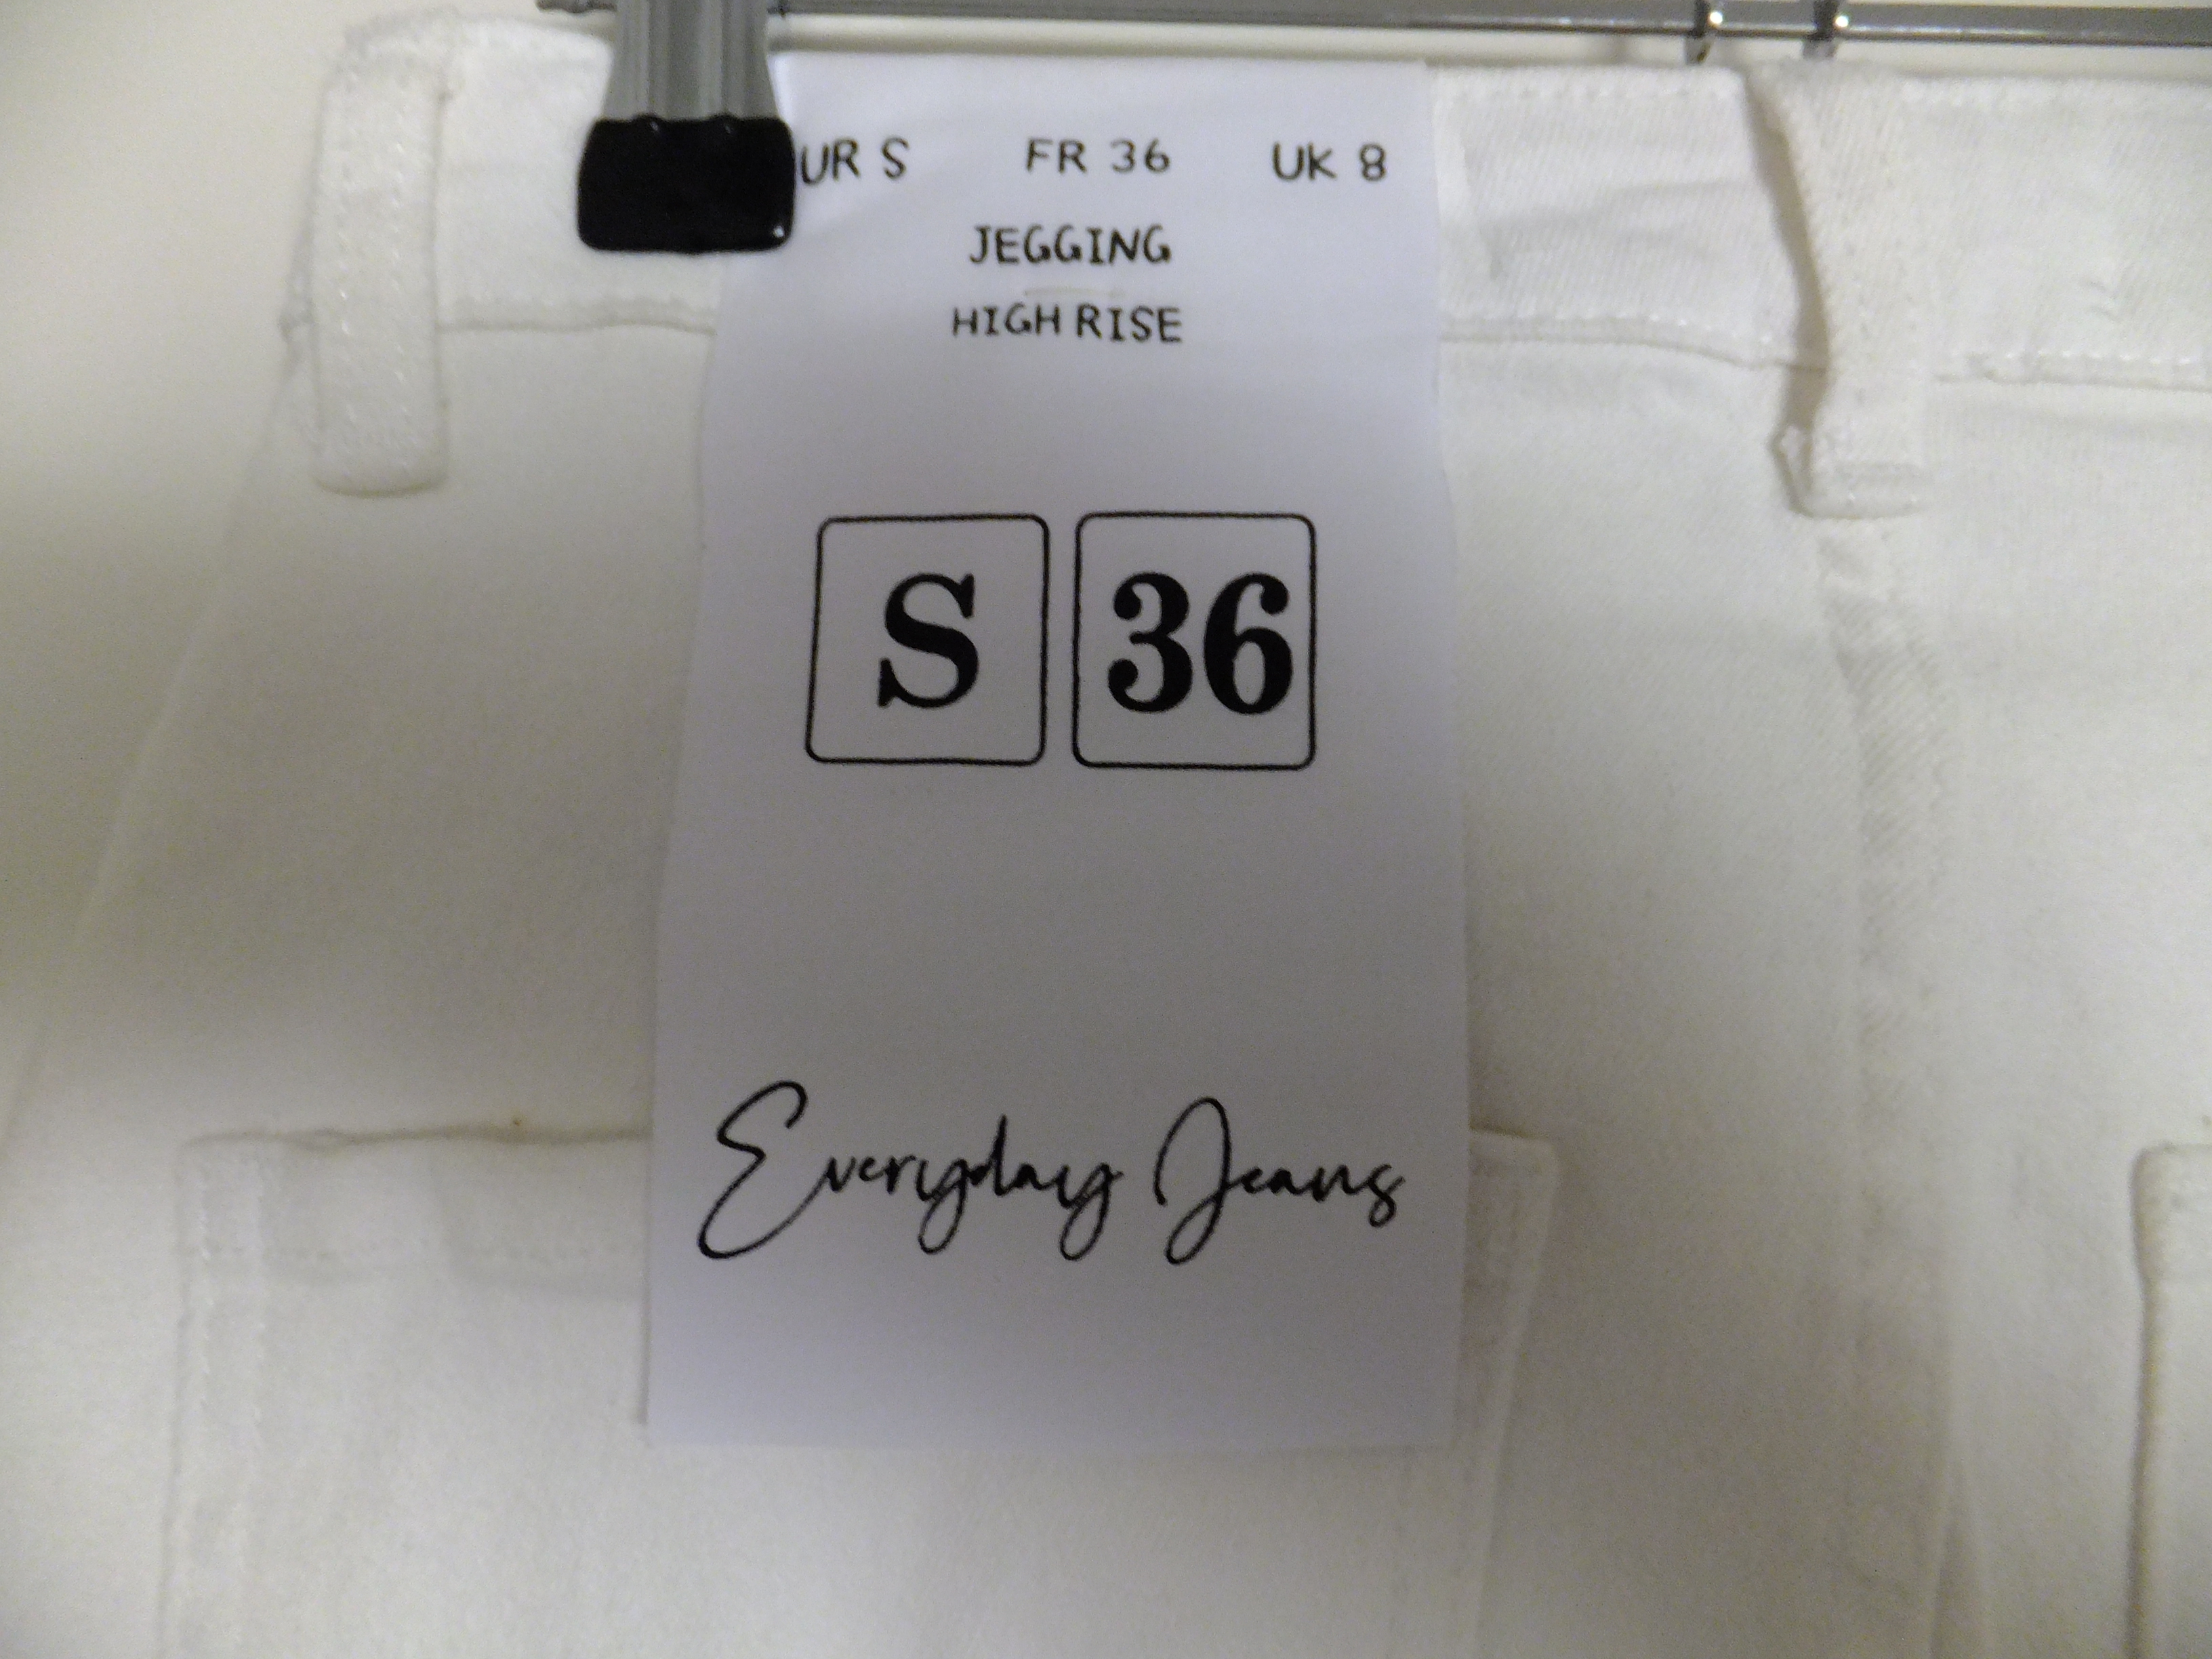 UR S FR 36 UK 8
JEGGING
HIGH RISE
S 36
Everyday Jeans